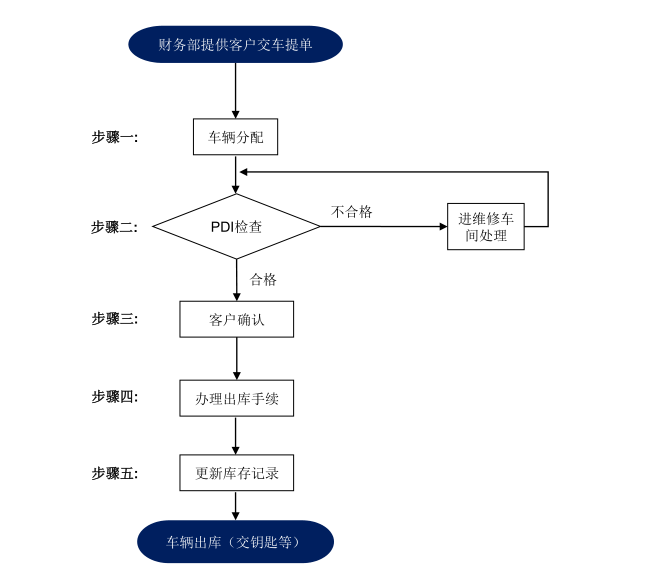 财务部提供客户交车提单
步骤一:
车辆分配
不合格
步骤二:
PDI检查
进维修车
间处理
合格
步骤三:
客户确认
步骤四:
办理出库手续
步骤五:
更新库存记录
车辆出库（交钥匙等）